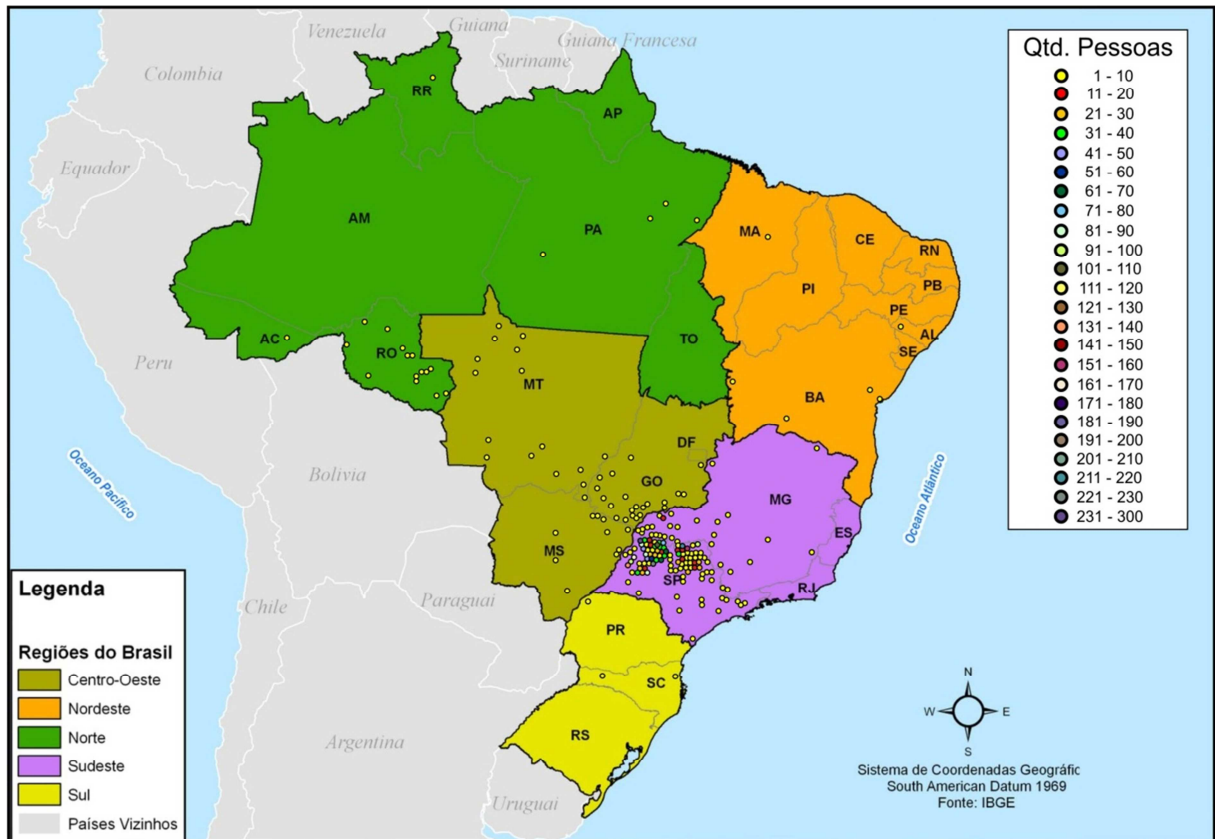 Venezuela
Guiana
Guiana Francesa
Suriname
Colombia
Equador
Peru
Bolivia
Chile
Paraguai
Argentina
Uruguai
Oceano Pacífico
Oceano Atlântico
RR
AP
AM
PA
MA
CE
RN
PB
PI
PE
AL
SE
AC
RO
TO
MT
BA
DF
GO
MG
ES
MS
SP
RJ
PR
SC
RS
Qtd. Pessoas
1 - 10
11 - 20
21 - 30
31 - 40
41 - 50
51 - 60
61 - 70
71 - 80
81 - 90
91 - 100
101 - 110
111 - 120
121 - 130
131 - 140
141 - 150
151 - 160
161 - 170
171 - 180
181 - 190
191 - 200
201 - 210
211 - 220
221 - 230
231 - 300
Legenda
Regiões do Brasil
Centro-Oeste
Nordeste
Norte
Sudeste
Sul
Países Vizinhos
N
W E
S
Sistema de Coordenadas Geográfic
South American Datum 1969
Fonte: IBGE